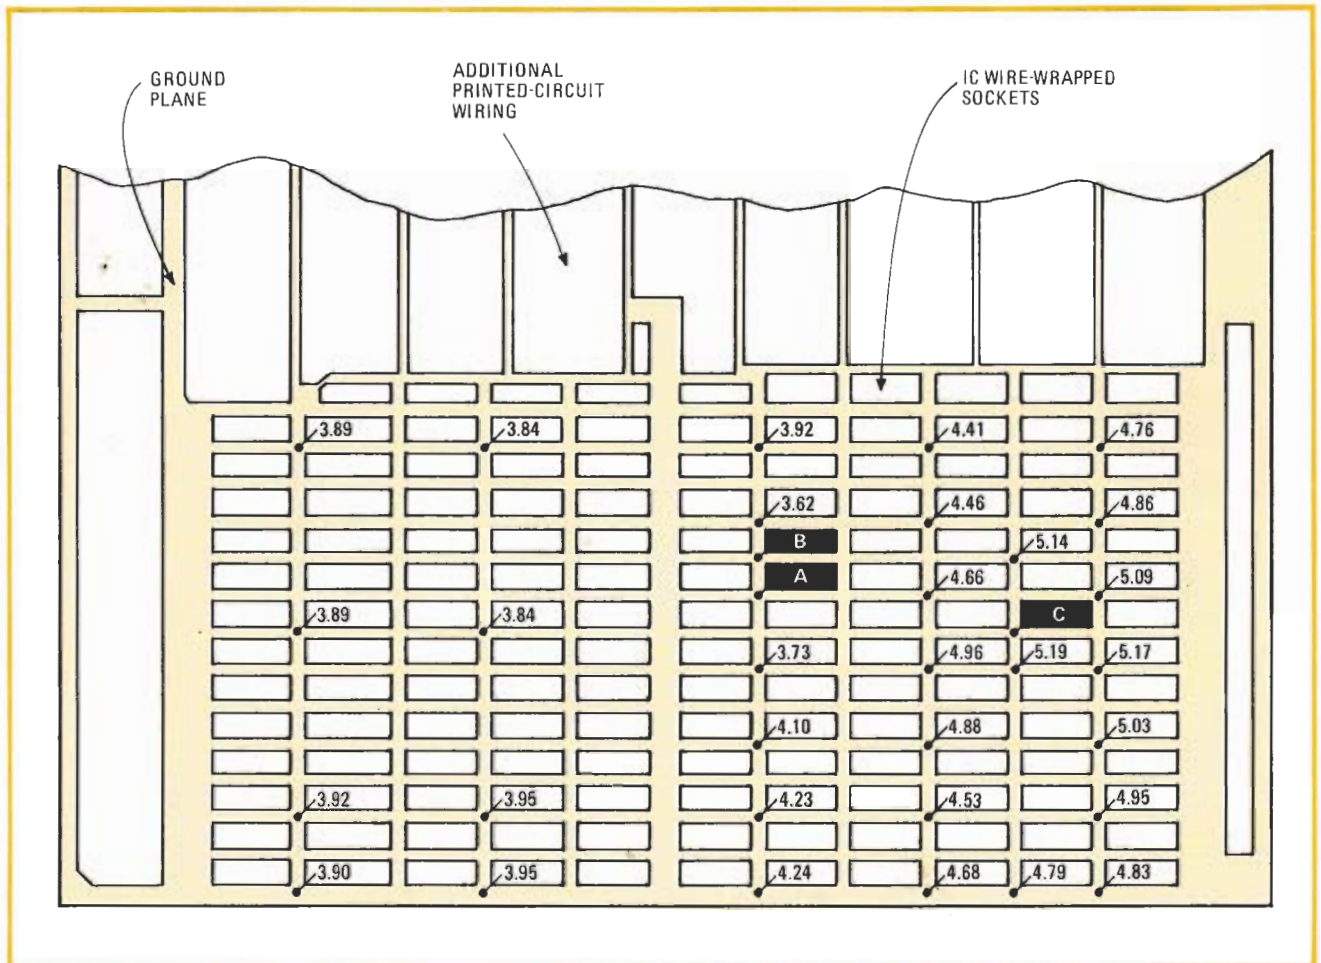 GROUND
PLANE
ADDITIONAL
PRINTED-CIRCUIT
WIRING
IC WIRE-WRAPPED
SOCKETS
3.89 3.84 3.92 4.41 4.76
3.62 4.46 4.86
B 5.14
A 4.66 5.09
3.89 3.84 C
3.73 4.96 5.19 5.17
4.10 4.88 5.03
3.92 3.95 4.23 4.53 4.95
3.90 3.95 4.24 4.68 4.79 4.83